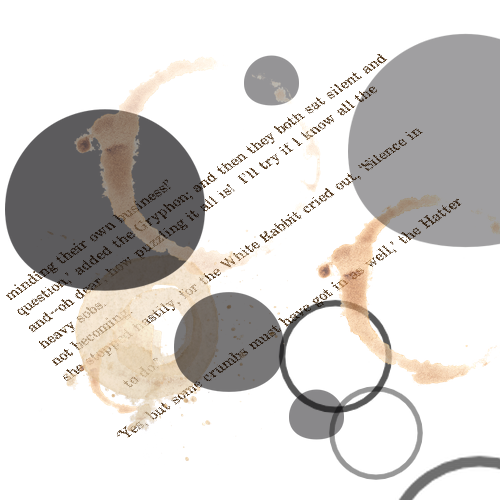 minding their own business!'
question,' added the Gryphon; and then they both sat silent and
and--oh dear, how puzzling it all is! I'll try if I know all the
heavy sobs.
not becoming.
she stopped hastily, for the White Rabbit cried out, 'Silence in
to do.'
'Yes, but some crumbs must have got in as well,' the Hatter